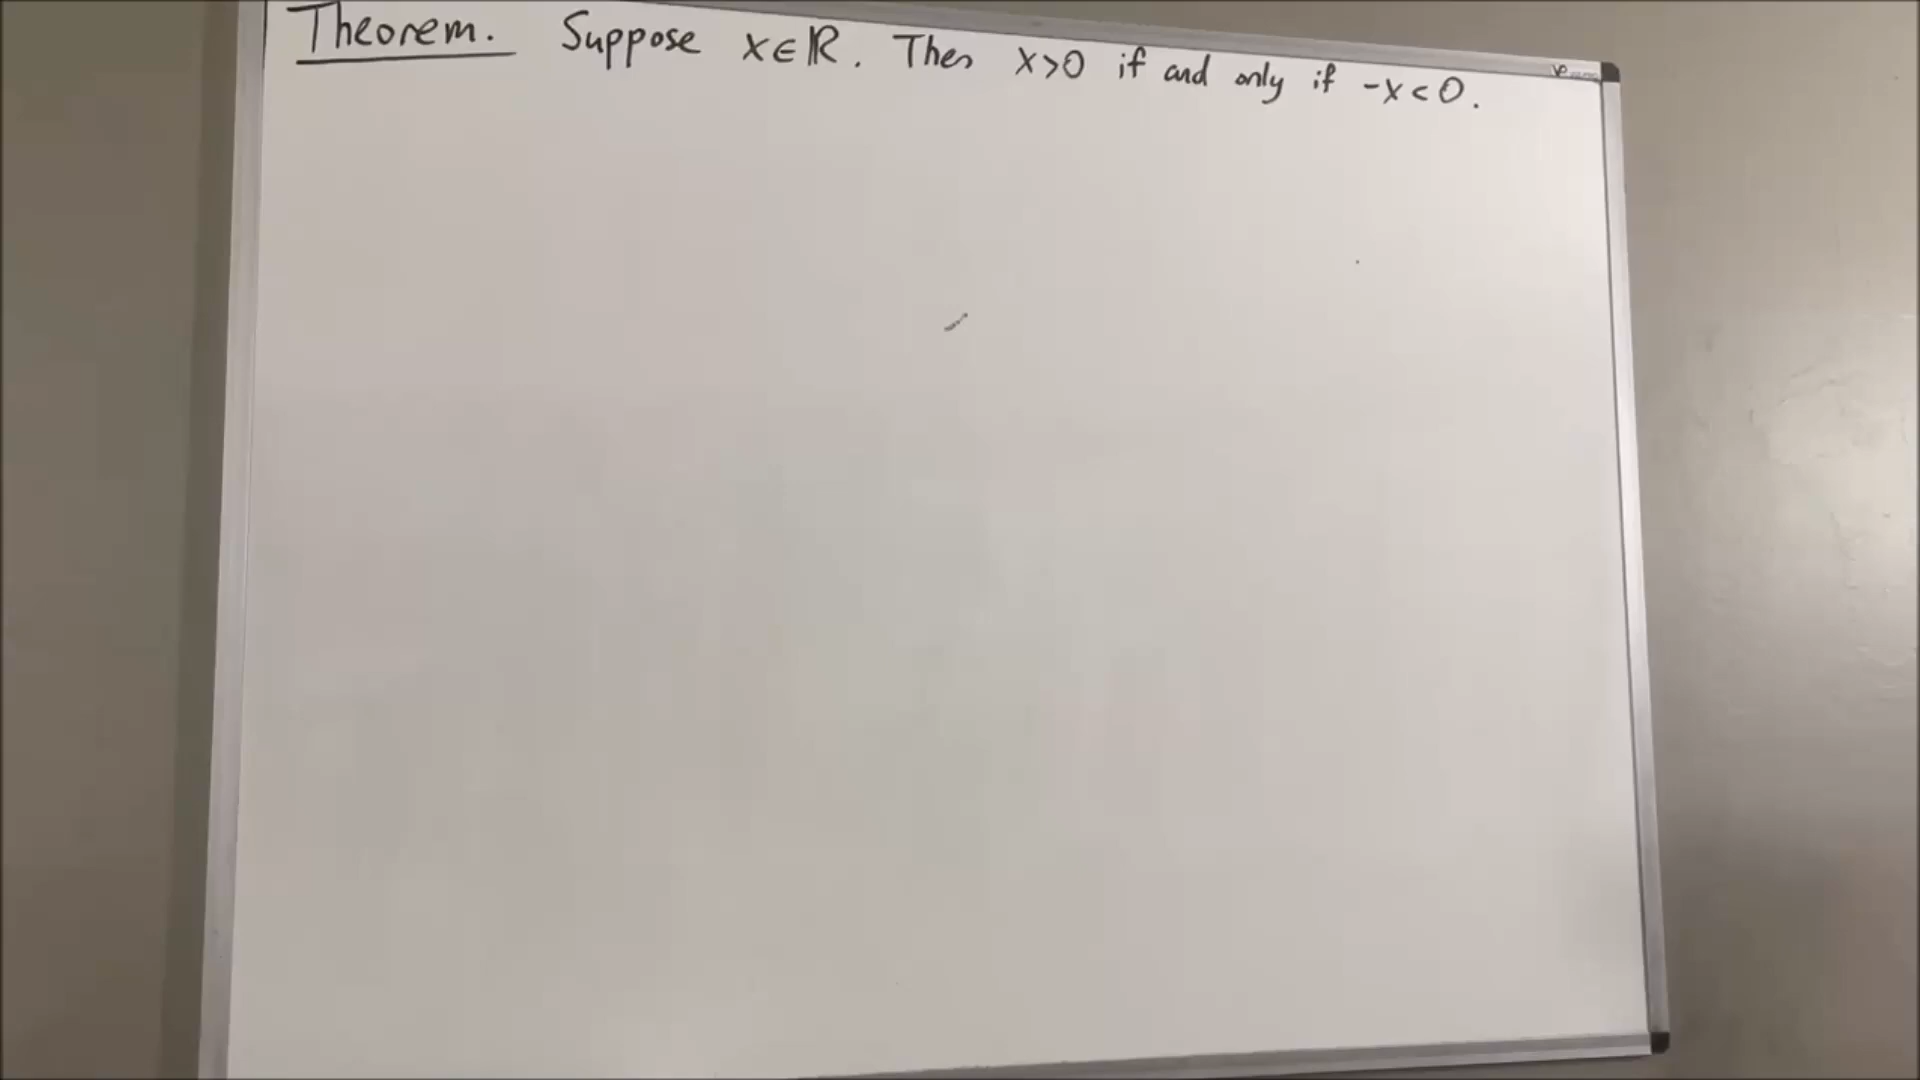 Theorem. Suppose x∈ℝ. Then x>0 if and only if -x<0.